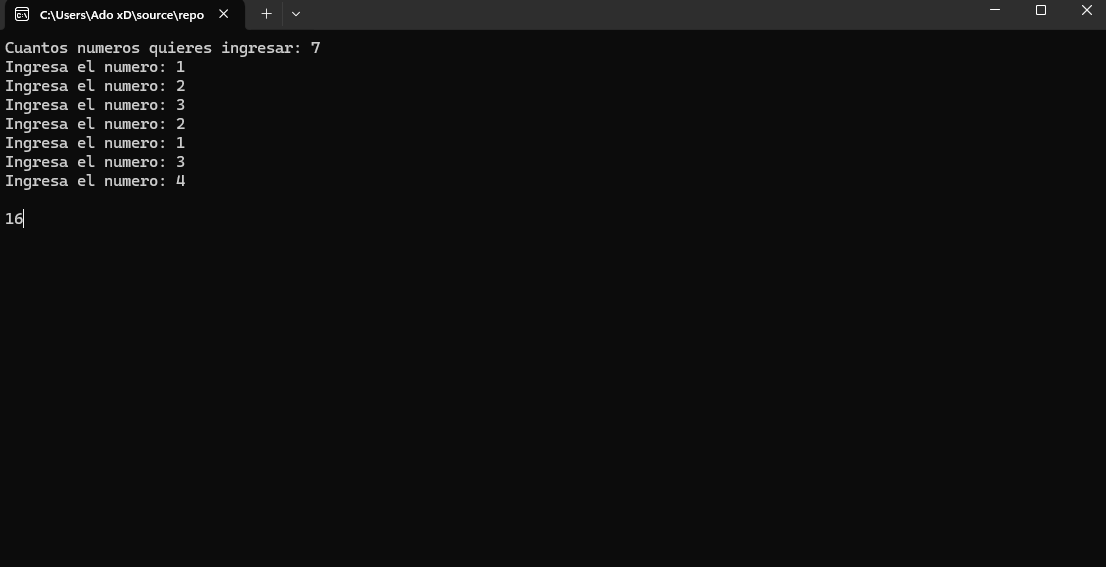 C:\Users\Ado xD\source\repo
Cuantos numeros quieres ingresar: 7
Ingresa el numero: 1
Ingresa el numero: 2
Ingresa el numero: 3
Ingresa el numero: 2
Ingresa el numero: 1
Ingresa el numero: 3
Ingresa el numero: 4
16